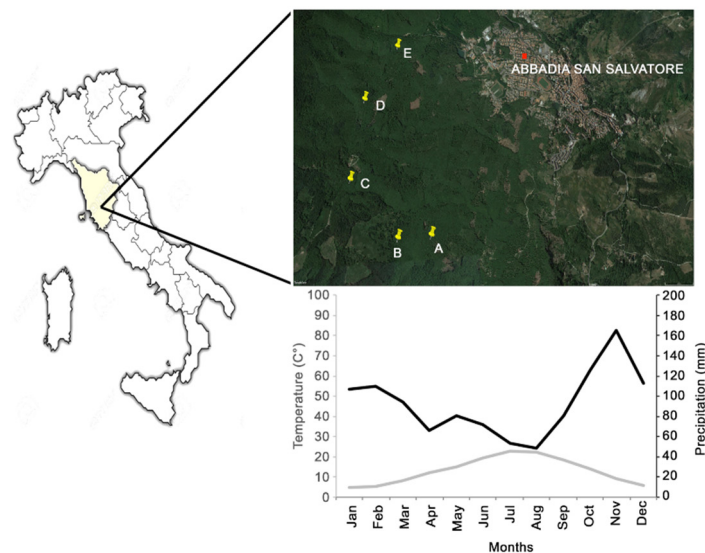 E
ABBADIA SAN SALVATORE
D
C
B
A
100
90
80
70
60
50
40
30
20
10
0
Temperature (C°)
200
180
160
140
120
100
80
60
40
20
0
Precipitation (mm)
Jan
Feb
Mar
Apr
May
Jun
Jul
Aug
Sep
Oct
Nov
Dec
Months